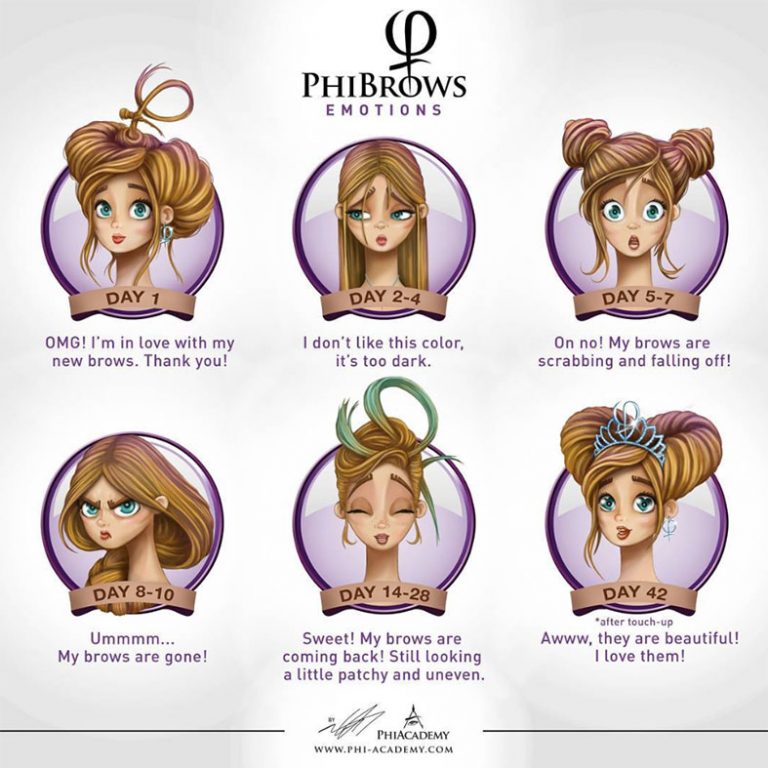 PHIBROWS
EMOTIONS
DAY 1
OMG! I'm in love with my
new brows. Thank you!
DAY 2-4
I don't like this color,
it's too dark.
DAY 5-7
On no! My brows are
scrabbing and falling off!
DAY 8-10
Ummmm...
My brows are gone!
DAY 14-28
Sweet! My brows are
coming back! Still looking
a little patchy and uneven.
DAY 42
*after touch-up
Awww, they are beautiful!
I love them!
BY
PHIACADEMY
WWW.PHI-ACADEMY.COM